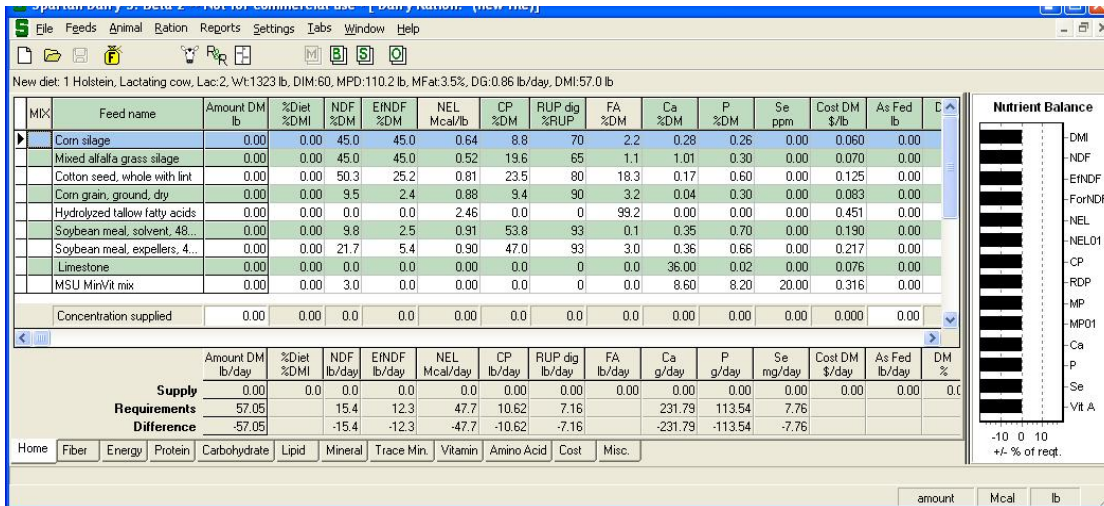 Spartan Dairy 3: Beta-2 - Not for commercial use - [ Dairy Ration: (new file)]
S File Feeds Animal Ration Reports Settings Tabs Window Help
F R&R M B S O
New diet: 1 Holstein, Lactating cow, Lac:2, Wt:1323 lb, DIM:60, MPD:110.2 lb, MFat:3.5%, DG:0.86 lb/day, DMI:57.0 lb
MIX Feed name Amount DM lb %Diet %DMI NDF %DM EfNDF %DM NEL Mcal/lb CP %DM RUP dig %RUP FA %DM Ca %DM P %DM Se ppm Cost DM $/lb As Fed lb
Corn silage 0.00 0.00 45.0 45.0 0.64 8.8 70 2.2 0.28 0.26 0.00 0.060 0.00
Mixed alfalfa grass silage 0.00 0.00 45.0 45.0 0.52 19.6 65 1.1 1.01 0.30 0.00 0.070 0.00
Cotton seed, whole with lint 0.00 0.00 50.3 25.2 0.81 23.5 80 18.3 0.17 0.60 0.00 0.125 0.00
Corn grain, ground, dry 0.00 0.00 9.5 2.4 0.88 9.4 90 3.2 0.04 0.30 0.00 0.083 0.00
Hydrolyzed tallow fatty acids 0.00 0.00 0.0 0.0 2.46 0.0 0 99.2 0.00 0.00 0.00 0.451 0.00
Soybean meal, solvent, 48... 0.00 0.00 9.8 2.5 0.91 53.8 93 0.1 0.35 0.70 0.00 0.190 0.00
Soybean meal, expellers, 4... 0.00 0.00 21.7 5.4 0.90 47.0 93 3.0 0.36 0.66 0.00 0.217 0.00
Limestone 0.00 0.00 0.0 0.0 0.00 0.0 0 0.0 36.00 0.02 0.00 0.076 0.00
MSU MinVit mix 0.00 0.00 3.0 0.0 0.00 0.0 0 0.0 8.60 8.20 20.00 0.316 0.00
Concentration supplied 0.00 0.00 0.0 0.0 0.00 0.0 0.0 0.0 0.00 0.00 0.00 0.000 0.00
Amount DM lb/day %Diet %DMI NDF lb/day EfNDF lb/day NEL Mcal/day CP lb/day RUP dig lb/day FA lb/day Ca g/day P g/day Se mg/day Cost DM $/day As Fed lb/day DM %
Supply 0.00 0.0 0.0 0.0 0.0 0.00 0.00 0.00 0.00 0.00 0.00 0.00 0.00
Requirements 57.05 15.4 12.3 47.7 10.62 7.16 231.79 113.54 7.76
Difference -57.05 -15.4 -12.3 -47.7 -10.62 -7.16 -231.79 -113.54 -7.76
Home Fiber Energy Protein Carbohydrate Lipid Mineral Trace Min. Vitamin Amino Acid Cost Misc.
Nutrient Balance
DMI
NDF
EfNDF
ForNDF
NEL
NEL01
CP
RDP
MP
MP01
Ca
P
Se
Vit A
-10 0 10
+/- % of reqt.
amount Mcal lb